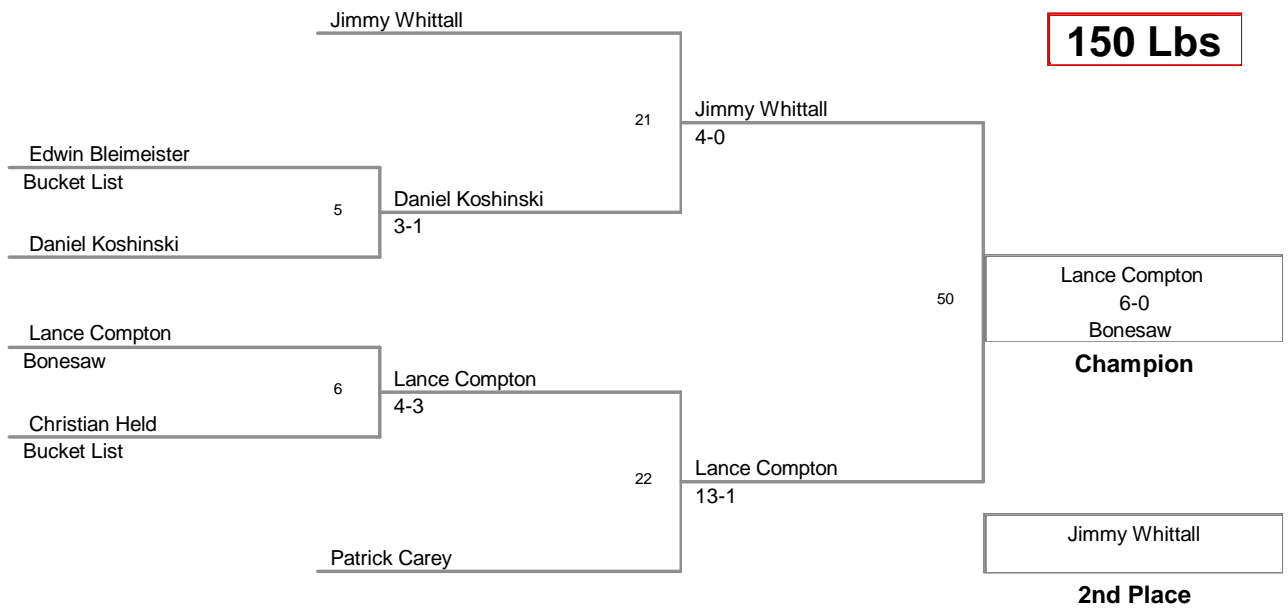 Jimmy Whittall
150 Lbs
21
Jimmy Whittall
4-0
Edwin Bleimeister
Bucket List
5
Daniel Koshinski
3-1
Daniel Koshinski
50
Lance Compton
6-0
Bonesaw
Champion
Lance Compton
Bonesaw
6
Lance Compton
4-3
Christian Held
Bucket List
22
Lance Compton
13-1
Patrick Carey
Jimmy Whittall
2nd Place